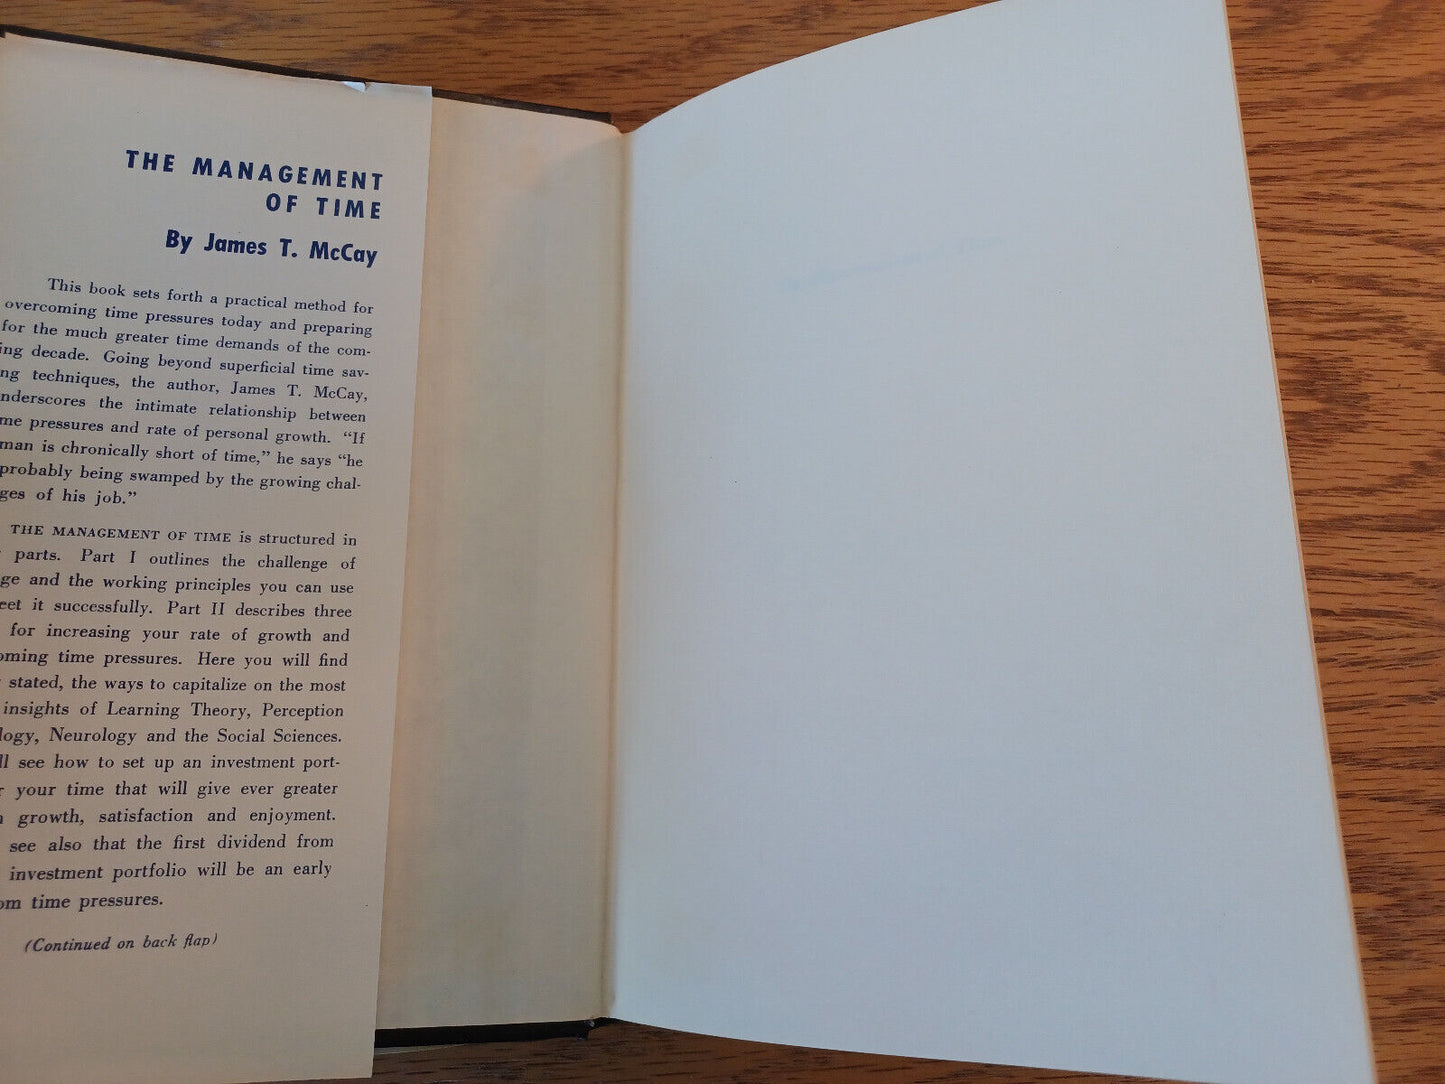 THE MANAGEMENT
OF TIME
By James T. McCay
This book sets forth a practical method for
overcoming time pressures today and preparing
for the much greater time demands of the com-
ing decade. Going beyond superficial time sav-
ng techniques, the author, James T. McCay,
nderscores the intimate relationship between
me pressures and rate of personal growth. “If
man is chronically short of time,” he says “he
probably being swamped by the growing chal-
ges of his job.”
THE MANAGEMENT OF TIME is structured in
parts. Part I outlines the challenge of
ge and the working principles you can use
eet it successfully. Part II describes three
for increasing your rate of growth and
oming time pressures. Here you will find
stated, the ways to capitalize on the most
insights of Learning Theory, Perception
logy, Neurology and the Social Sciences.
ll see how to set up an investment port-
r your time that will give ever greater
growth, satisfaction and enjoyment.
see also that the first dividend from
investment portfolio will be an early
om time pressures.
(Continued on back flap)